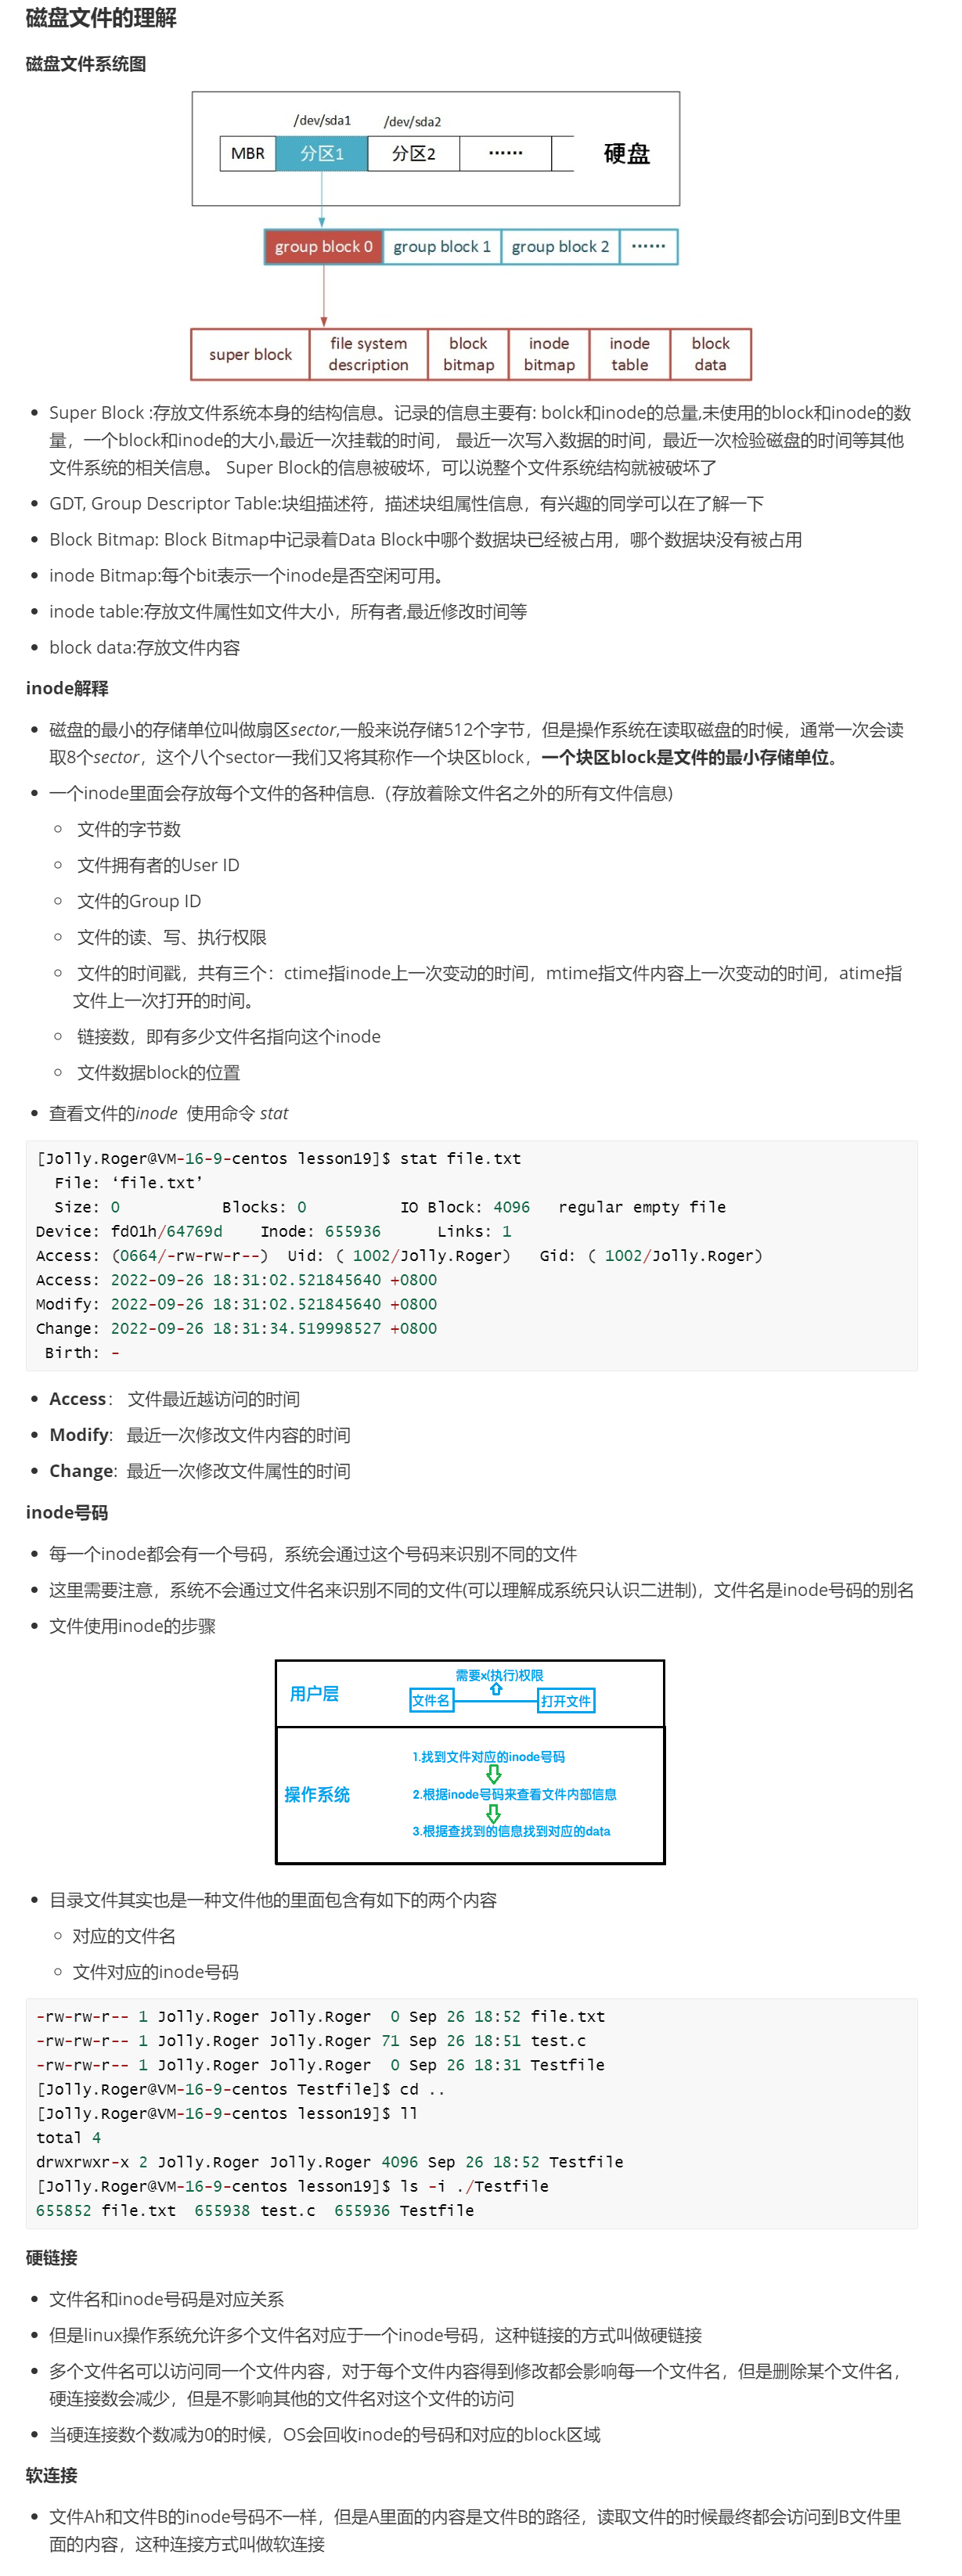 磁盘文件的理解
磁盘文件系统图
/dev/sda1 /dev/sda2
MBR 分区1 分区2 …… 硬盘
group block 0 group block 1 group block 2 ……
super block file system description block bitmap inode bitmap inode table block data
• Super Block :存放文件系统本身的结构信息。记录的信息主要有: bolck和inode的总量,未使用的block和inode的数
量，一个block和inode的大小,最近一次挂载的时间， 最近一次写入数据的时间，最近一次检验磁盘的时间等其他
文件系统的相关信息。 Super Block的信息被破坏，可以说整个文件系统结构就被破坏了
• GDT, Group Descriptor Table:块组描述符，描述块组属性信息，有兴趣的同学可以在了解一下
• Block Bitmap: Block Bitmap中记录着Data Block中哪个数据块已经被占用，哪个数据块没有被占用
• inode Bitmap:每个bit表示一个inode是否空闲可用。
• inode table:存放文件属性如文件大小，所有者,最近修改时间等
• block data:存放文件内容
inode解释
• 磁盘的最小的存储单位叫做扇区sector,一般来说存储512个字节，但是操作系统在读取磁盘的时候，通常一次会读
取8个sector，这个八个sector一我们又将其称作一个块区block，一个块区block是文件的最小存储单位。
• 一个inode里面会存放每个文件的各种信息.（存放着除文件名之外的所有文件信息)
◦ 文件的字节数
◦ 文件拥有者的User ID
◦ 文件的Group ID
◦ 文件的读、写、执行权限
◦ 文件的时间戳，共有三个：ctime指inode上一次变动的时间，mtime指文件内容上一次变动的时间，atime指
文件上一次打开的时间。
◦ 链接数，即有多少文件名指向这个inode
◦ 文件数据block的位置
• 查看文件的inode 使用命令 stat
[Jolly.Roger@VM-16-9-centos lesson19]$ stat file.txt
  File: ‘file.txt’
  Size: 0           Blocks: 0          IO Block: 4096   regular empty file
Device: fd01h/64769d    Inode: 655936      Links: 1
Access: (0664/-rw-rw-r--)  Uid: ( 1002/Jolly.Roger)   Gid: ( 1002/Jolly.Roger)
Access: 2022-09-26 18:31:02.521845640 +0800
Modify: 2022-09-26 18:31:02.521845640 +0800
Change: 2022-09-26 18:31:34.519998527 +0800
 Birth: -
• Access： 文件最近越访问的时间
• Modify: 最近一次修改文件内容的时间
• Change: 最近一次修改文件属性的时间
inode号码
• 每一个inode都会有一个号码，系统会通过这个号码来识别不同的文件
• 这里需要注意，系统不会通过文件名来识别不同的文件(可以理解成系统只认识二进制)，文件名是inode号码的别名
• 文件使用inode的步骤
需要x(执行)权限
用户层 文件名 打开文件
1.找到文件对应的inode号码
操作系统 2.根据inode号码来查看文件内部信息
3.根据查找到的信息找到对应的data
• 目录文件其实也是一种文件他的里面包含有如下的两个内容
◦ 对应的文件名
◦ 文件对应的inode号码
-rw-rw-r-- 1 Jolly.Roger Jolly.Roger  0 Sep 26 18:52 file.txt
-rw-rw-r-- 1 Jolly.Roger Jolly.Roger 71 Sep 26 18:51 test.c
-rw-rw-r-- 1 Jolly.Roger Jolly.Roger  0 Sep 26 18:31 Testfile
[Jolly.Roger@VM-16-9-centos Testfile]$ cd ..
[Jolly.Roger@VM-16-9-centos lesson19]$ ll
total 4
drwxrwxr-x 2 Jolly.Roger Jolly.Roger 4096 Sep 26 18:52 Testfile
[Jolly.Roger@VM-16-9-centos lesson19]$ ls -i ./Testfile
655852 file.txt  655938 test.c  655936 Testfile
硬链接
• 文件名和inode号码是对应关系
• 但是linux操作系统允许多个文件名对应于一个inode号码，这种链接的方式叫做硬链接
• 多个文件名可以访问同一个文件内容，对于每个文件内容得到修改都会影响每一个文件名，但是删除某个文件名，
硬连接数会减少，但是不影响其他的文件名对这个文件的访问
• 当硬连接数个数减为0的时候，OS会回收inode的号码和对应的block区域
软连接
• 文件Ah和文件B的inode号码不一样，但是A里面的内容是文件B的路径，读取文件的时候最终都会访问到B文件里
面的内容，这种连接方式叫做软连接